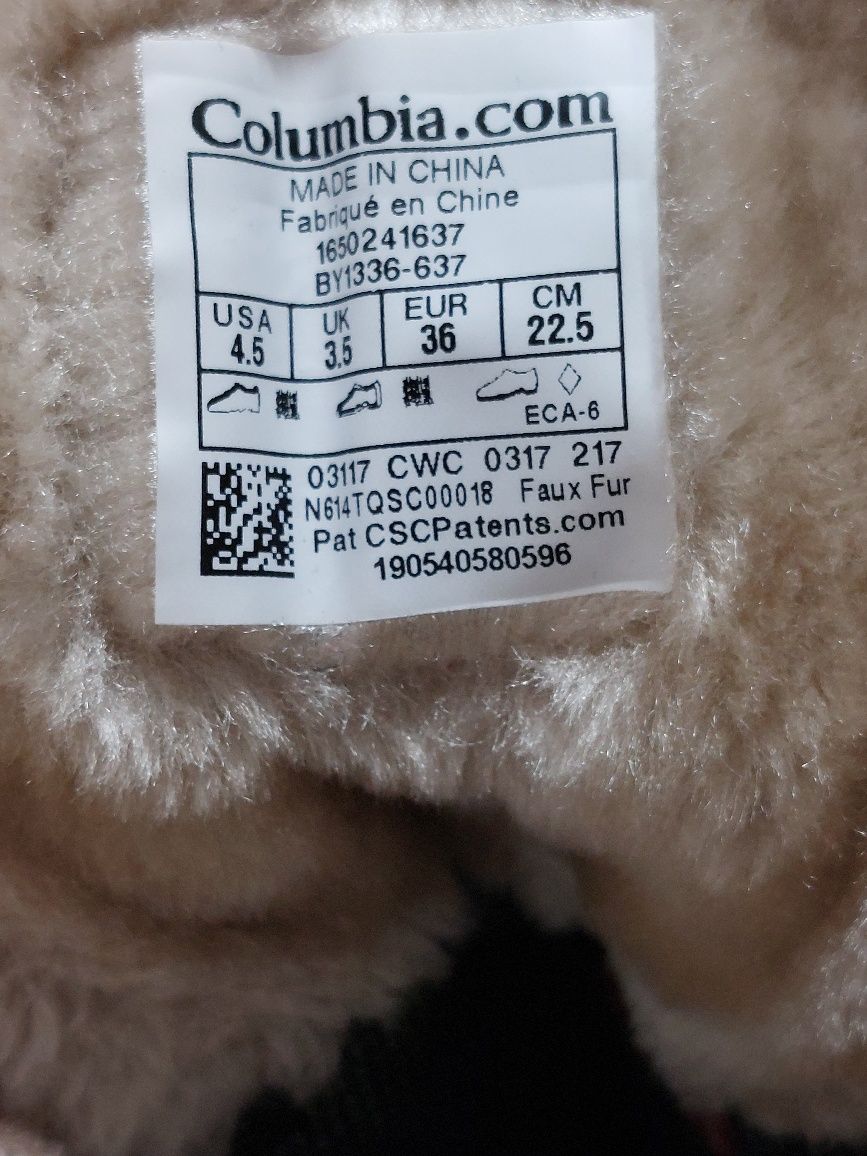 Columbia.com
MADE IN CHINA
Fabriqué en Chine
1650241637
BY1336-637
USA UK EUR CM
4.5 3.5 36 22.5
ECA-6
03117 CWC 0317 217
N614TQSC00018 Faux Fur
Pat CSCPatents.com
190540580596